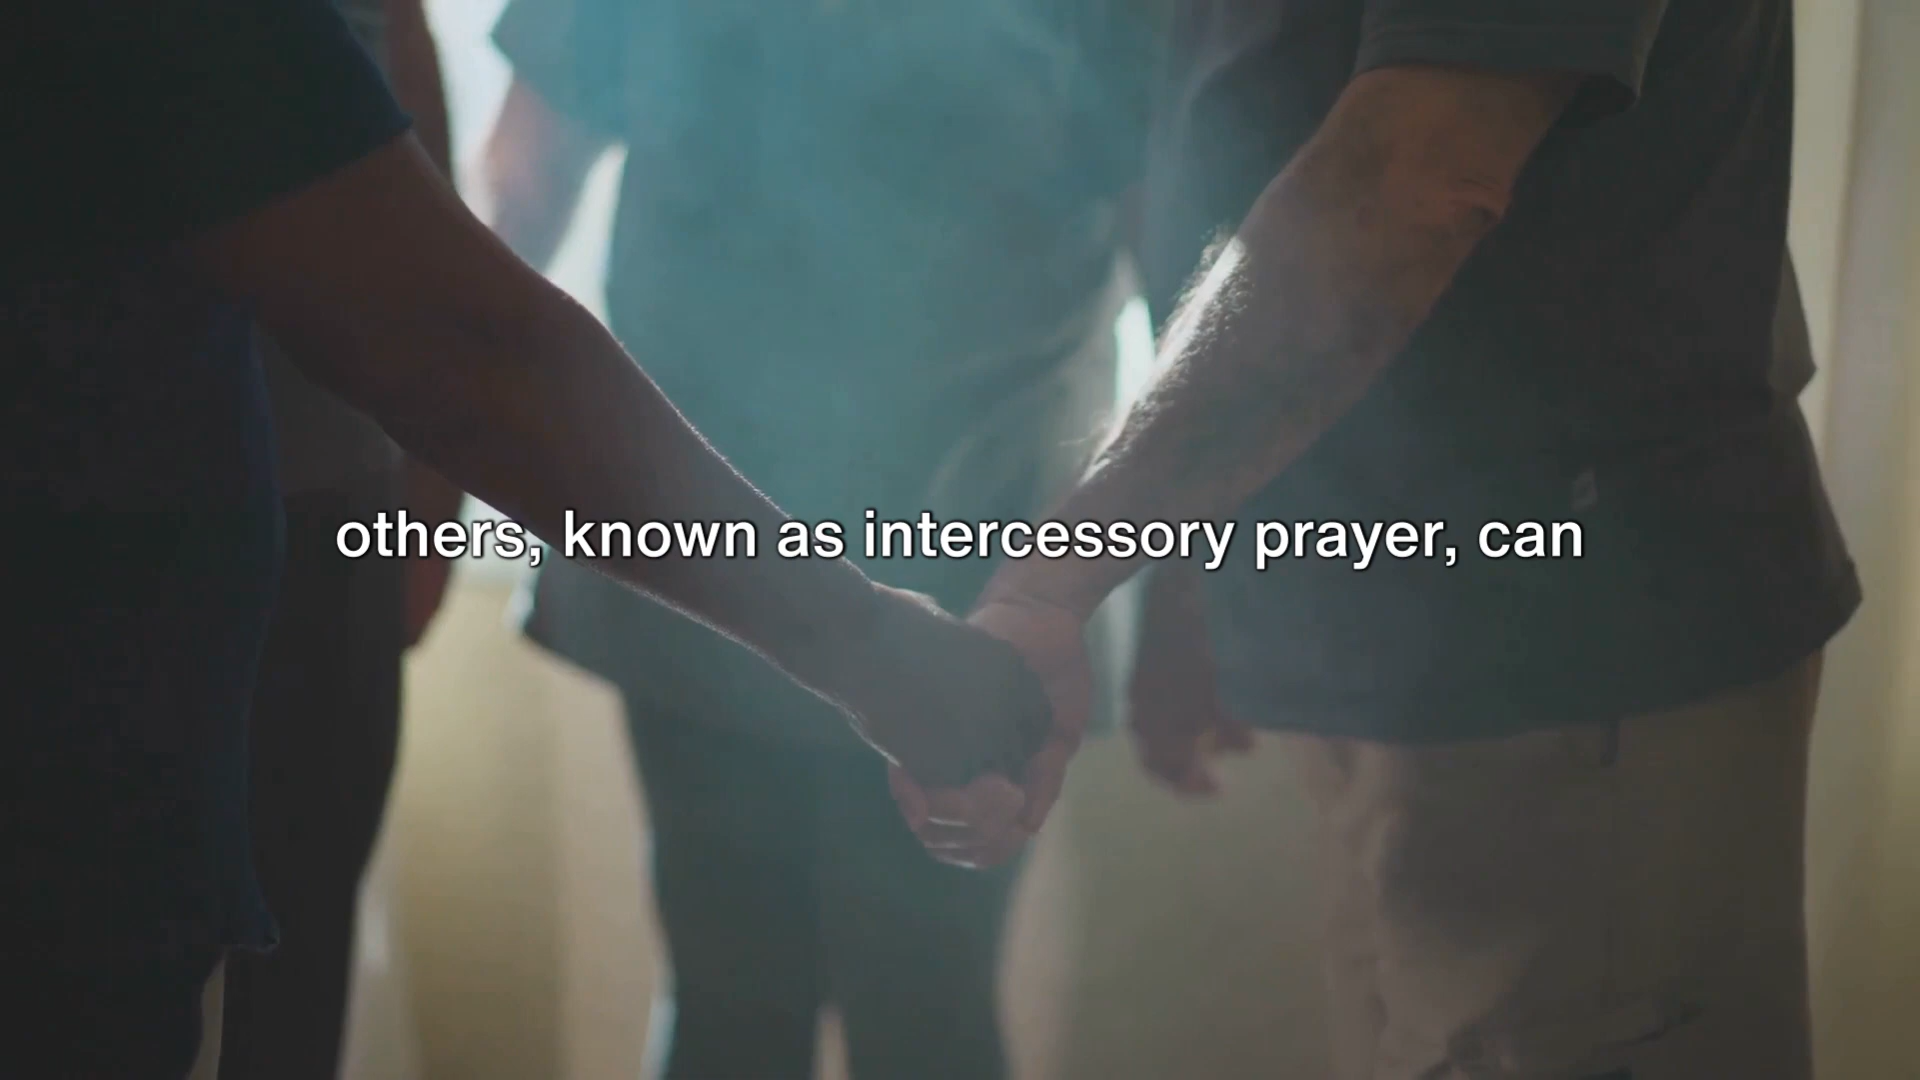 others, known as intercessory prayer, can